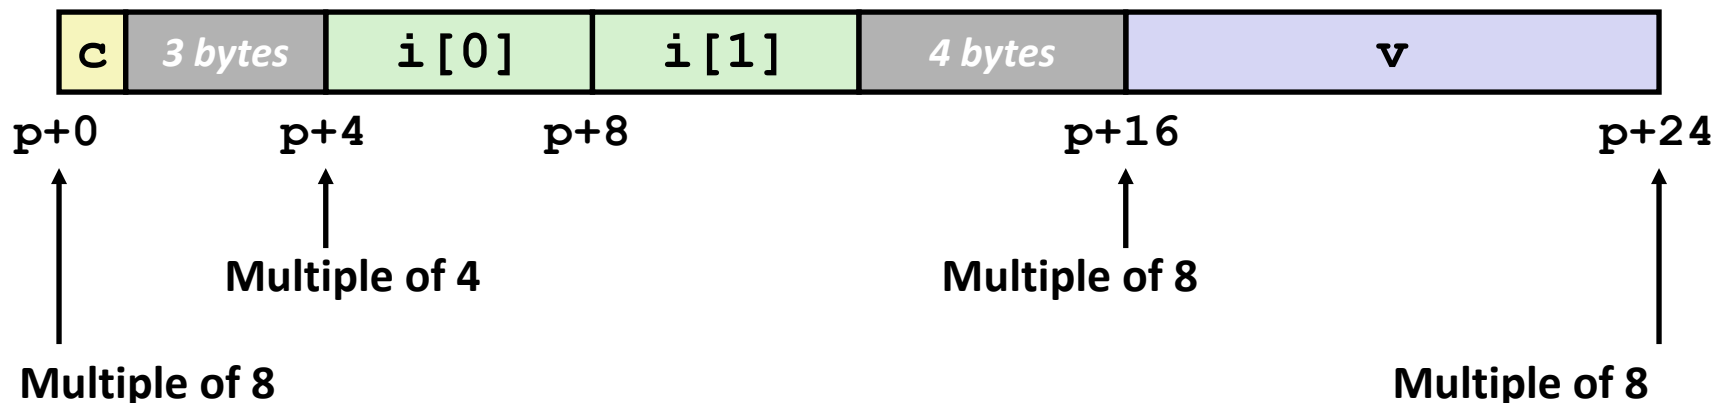 c 3 bytes i[0] i[1] 4 bytes v
p+0 p+4 p+8 p+16 p+24
Multiple of 4 Multiple of 8
Multiple of 8 Multiple of 8